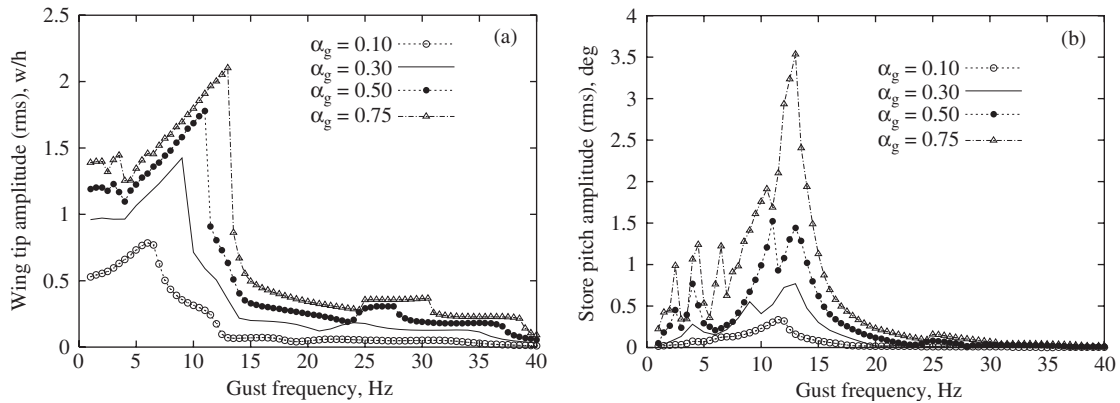 (a)
α_g = 0.10
α_g = 0.30
α_g = 0.50
α_g = 0.75
Wing tip amplitude (rms), w/h
2.5
2
1.5
1
0.5
0
0 5 10 15 20 25 30 35 40
Gust frequency, Hz
(b)
α_g = 0.10
α_g = 0.30
α_g = 0.50
α_g = 0.75
Store pitch amplitude (rms), deg
4
3.5
3
2.5
2
1.5
1
0.5
0
0 5 10 15 20 25 30 35 40
Gust frequency, Hz